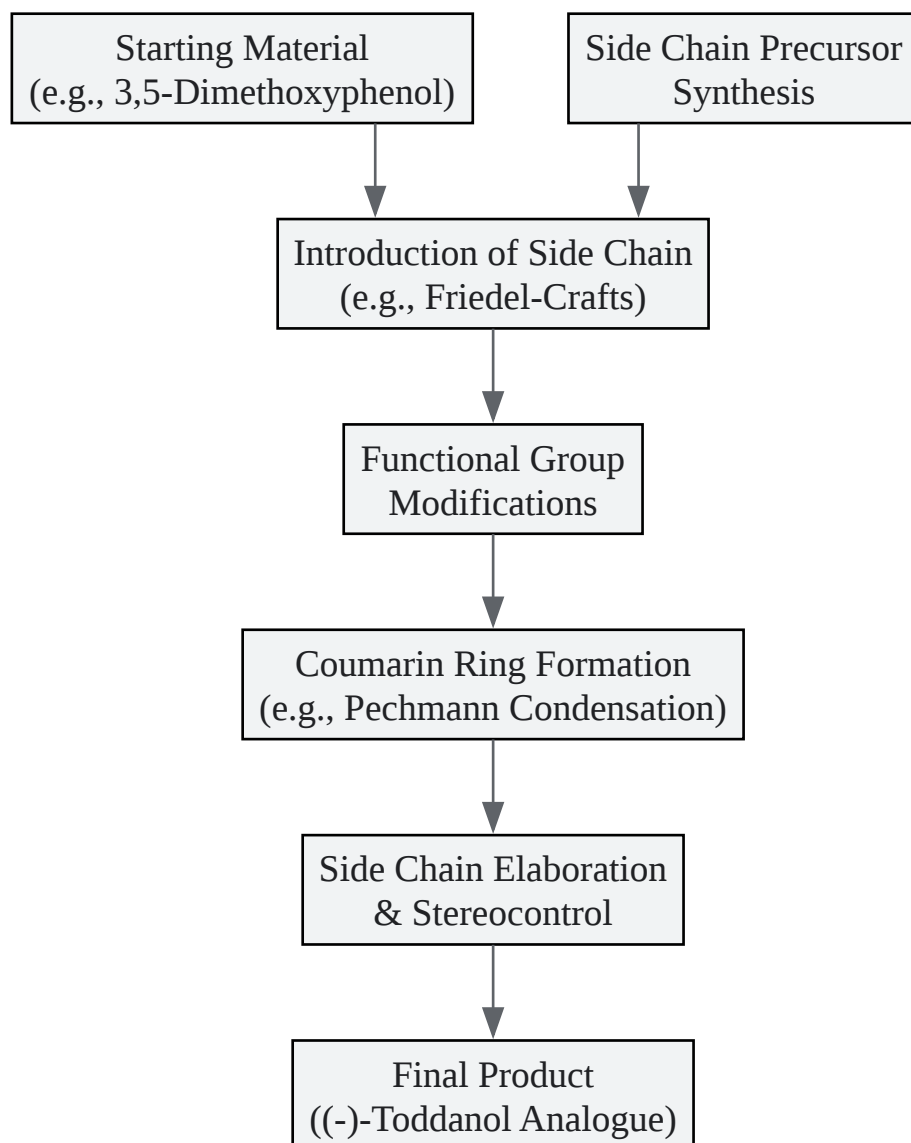 Starting Material
(e.g., 3,5-Dimethoxyphenol)
Side Chain Precursor
Synthesis
Introduction of Side Chain
(e.g., Friedel-Crafts)
Functional Group
Modifications
Coumarin Ring Formation
(e.g., Pechmann Condensation)
Side Chain Elaboration
& Stereocontrol
Final Product
((-)-Toddanol Analogue)